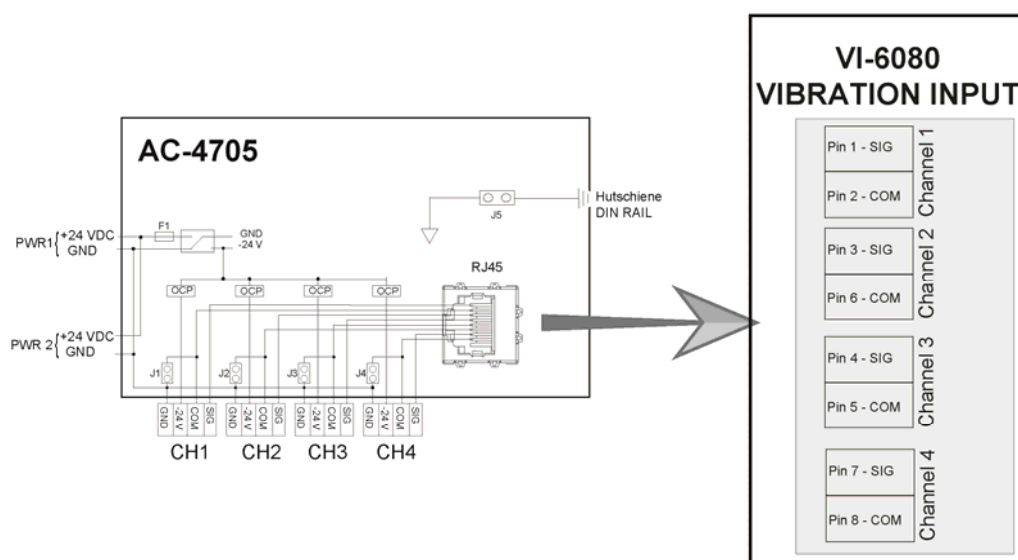 AC-4705
Hutschiene
DIN RAIL
J5
F1
PWR1 { +24 VDC
GND
GND
-24 V
RJ45
OCP
OCP
OCP
OCP
PWR 2 { +24 VDC
GND
J1
J2
J3
J4
GND -24 V COM SIG
GND -24 V COM SIG
GND -24 V COM SIG
GND -24 V COM SIG
CH1 CH2 CH3 CH4
VI-6080
VIBRATION INPUT
Pin 1 - SIG
Pin 2 - COM
Channel 1
Pin 3 - SIG
Pin 6 - COM
Channel 2
Pin 4 - SIG
Pin 5 - COM
Channel 3
Pin 7 - SIG
Pin 8 - COM
Channel 4